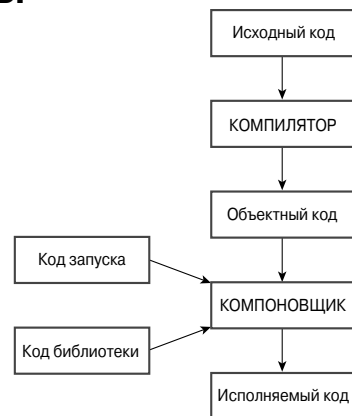 Исходный код
КОМПИЛЯТОР
Объектный код
Код запуска
КОМПОНОВЩИК
Код библиотеки
Исполняемый код